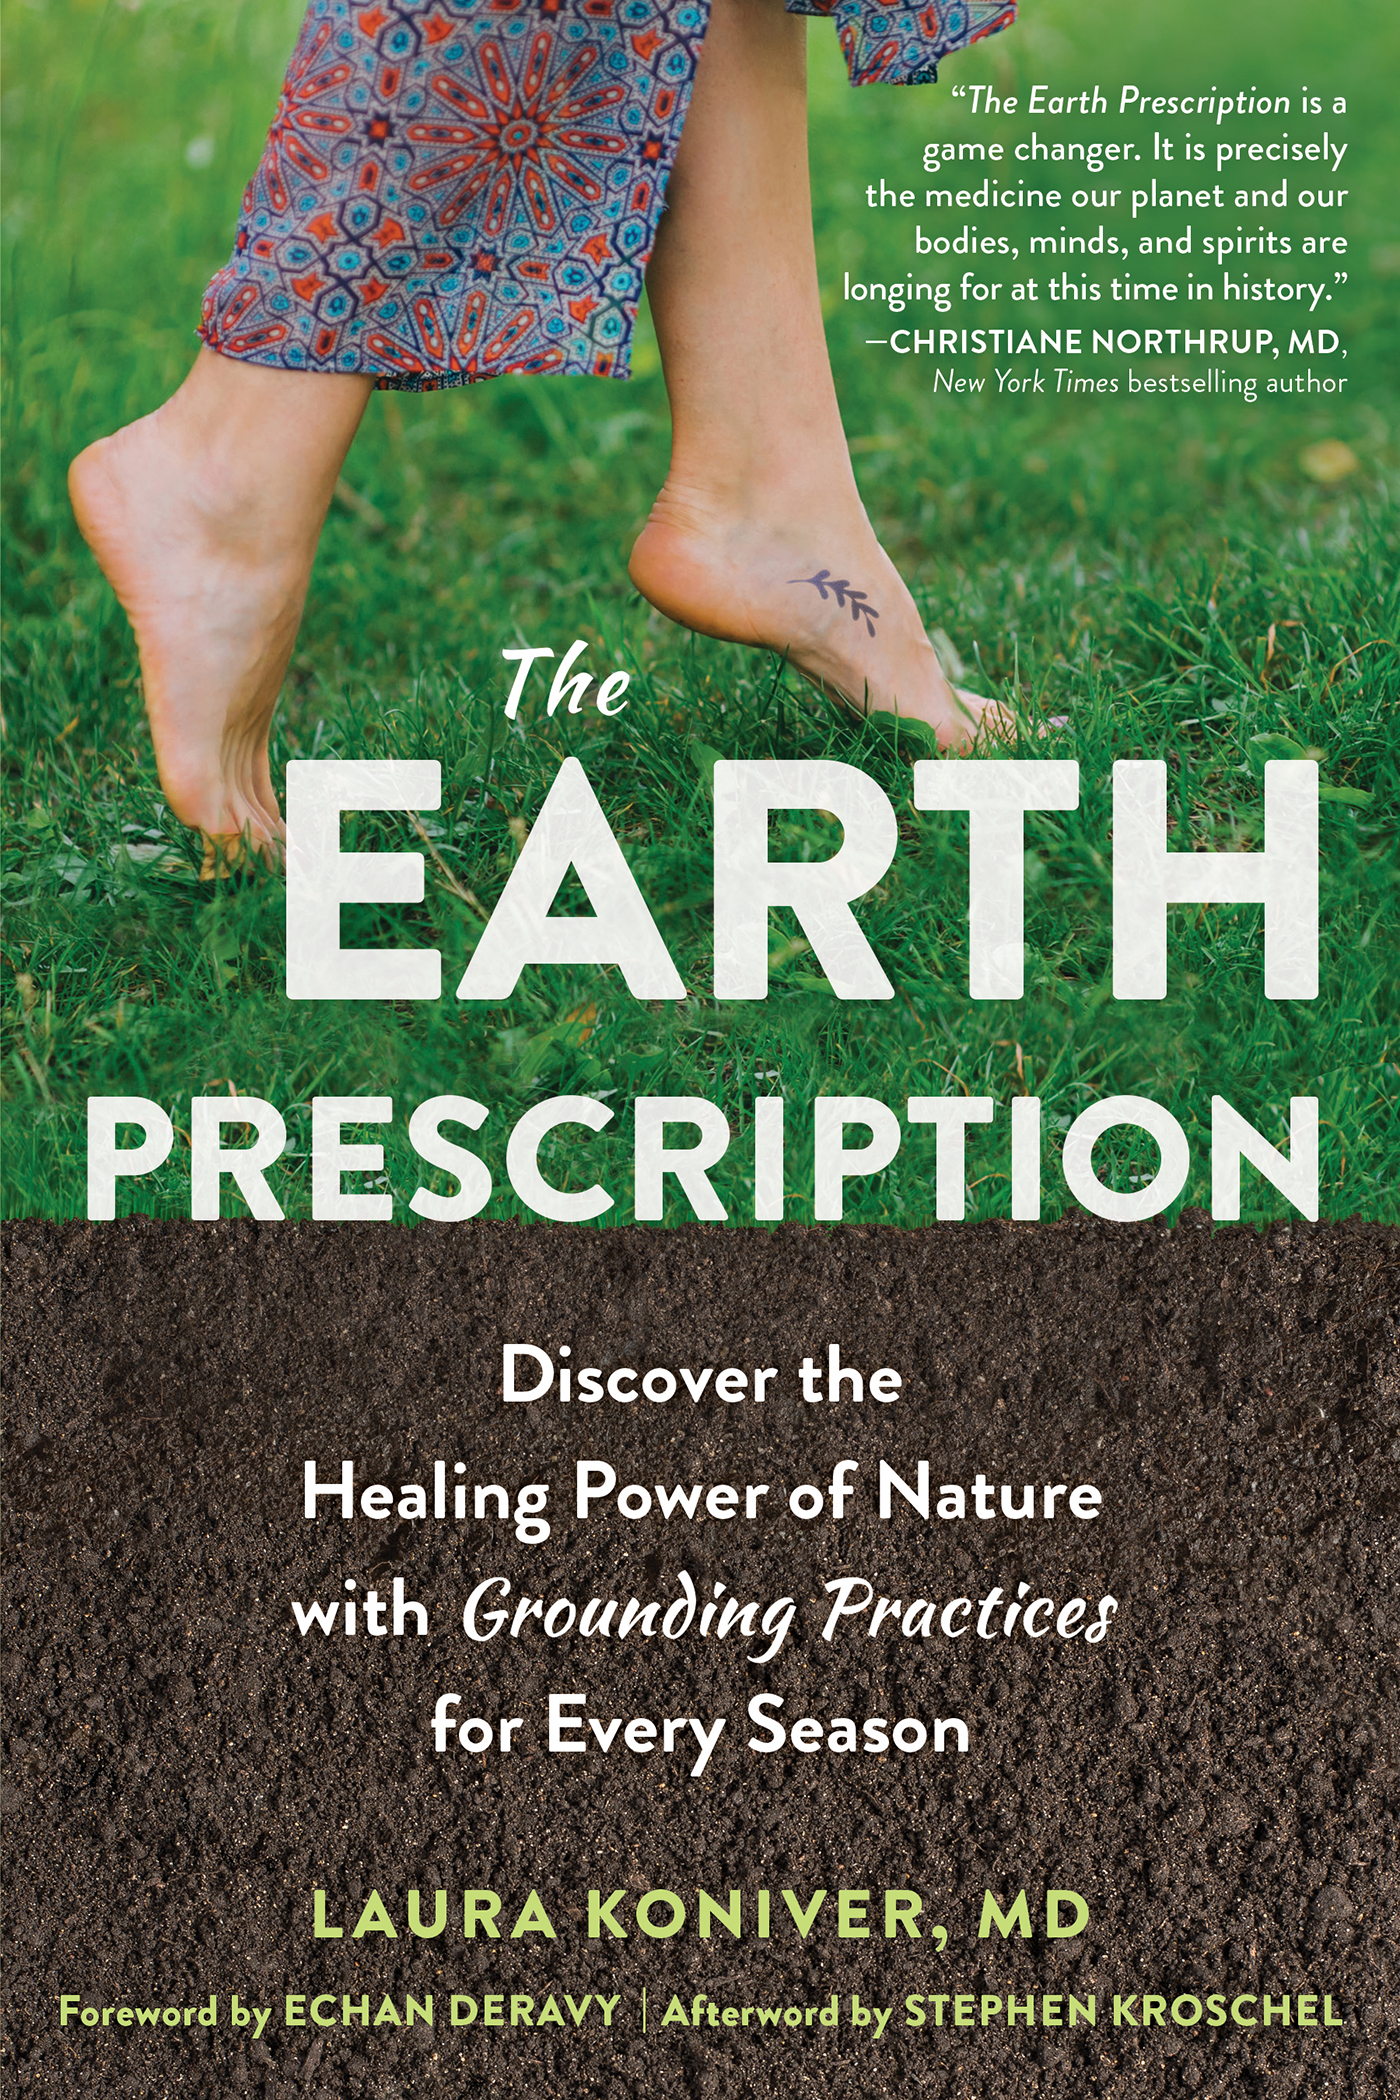 “The Earth Prescription is a
game changer. It is precisely
the medicine our planet and our
bodies, minds, and spirits are
longing for at this time in history.”
—CHRISTIANE NORTHRUP, MD,
New York Times bestselling author
The
EARTH
PRESCRIPTION
Discover the
Healing Power of Nature
with Grounding Practices
for Every Season
LAURA KONIVER, MD
Foreword by ECHAN DERAVY | Afterword by STEPHEN KROSCHEL